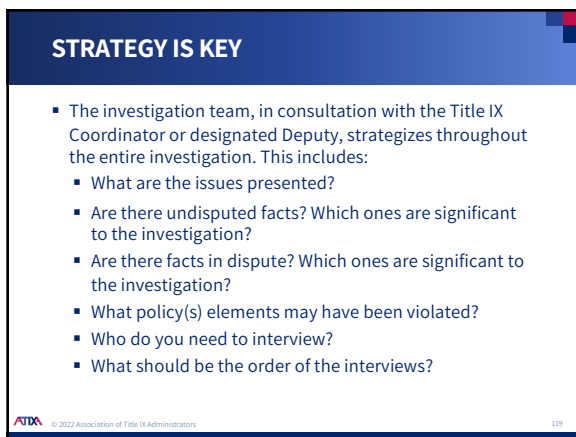 STRATEGY IS KEY
▪ The investigation team, in consultation with the Title IX
Coordinator or designated Deputy, strategizes throughout
the entire investigation. This includes:
▪ What are the issues presented?
▪ Are there undisputed facts? Which ones are significant
to the investigation?
▪ Are there facts in dispute? Which ones are significant to
the investigation?
▪ What policy(s) elements may have been violated?
▪ Who do you need to interview?
▪ What should be the order of the interviews?
ATIXA © 2022 Association of Title IX Administrators 119